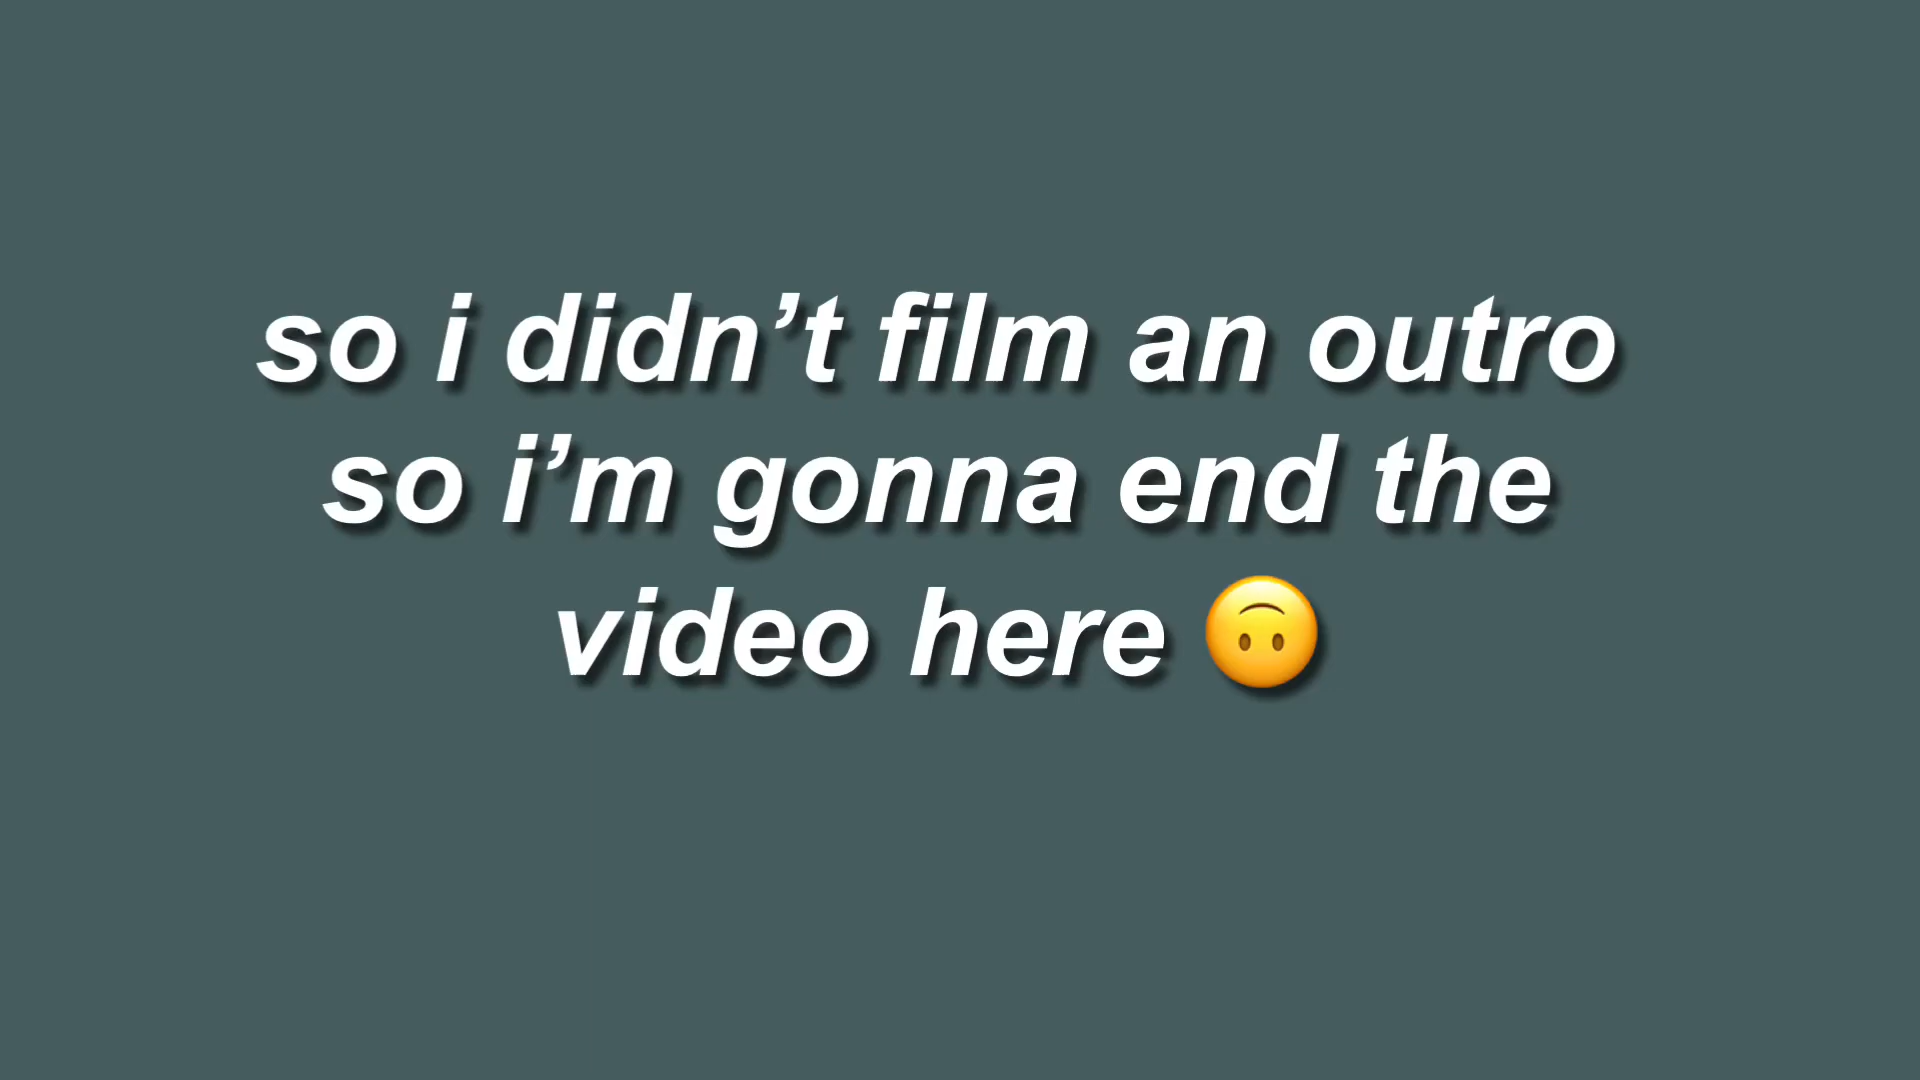 so i didn’t film an outro
so i’m gonna end the
video here 🙃